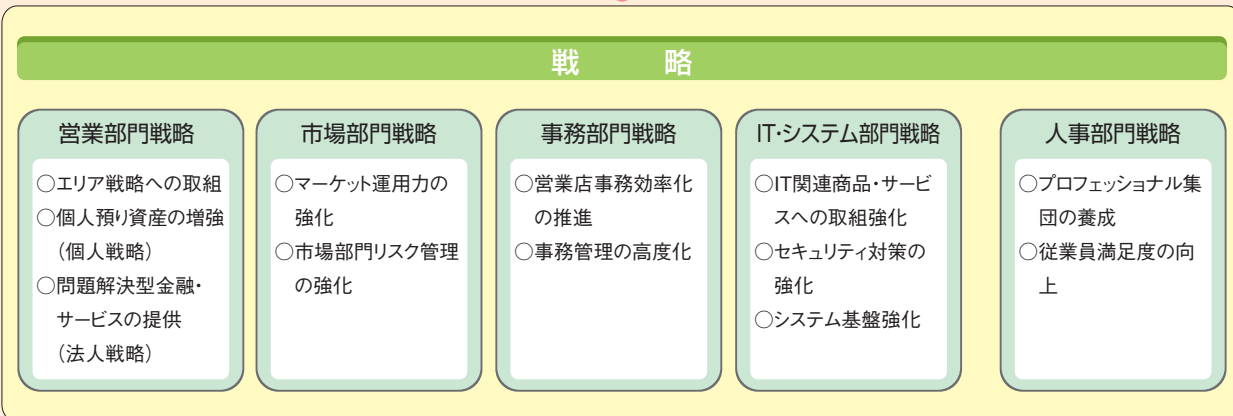 戦　略
営業部門戦略
○エリア戦略への取組
○個人預り資産の増強
（個人戦略）
○問題解決型金融・
サービスの提供
（法人戦略）
市場部門戦略
○マーケット運用力の
強化
○市場部門リスク管理
の強化
事務部門戦略
○営業店事務効率化
の推進
○事務管理の高度化
IT・システム部門戦略
○IT関連商品・サービ
スへの取組強化
○セキュリティ対策の
強化
○システム基盤強化
人事部門戦略
○プロフェッショナル集
団の養成
○従業員満足度の向
上